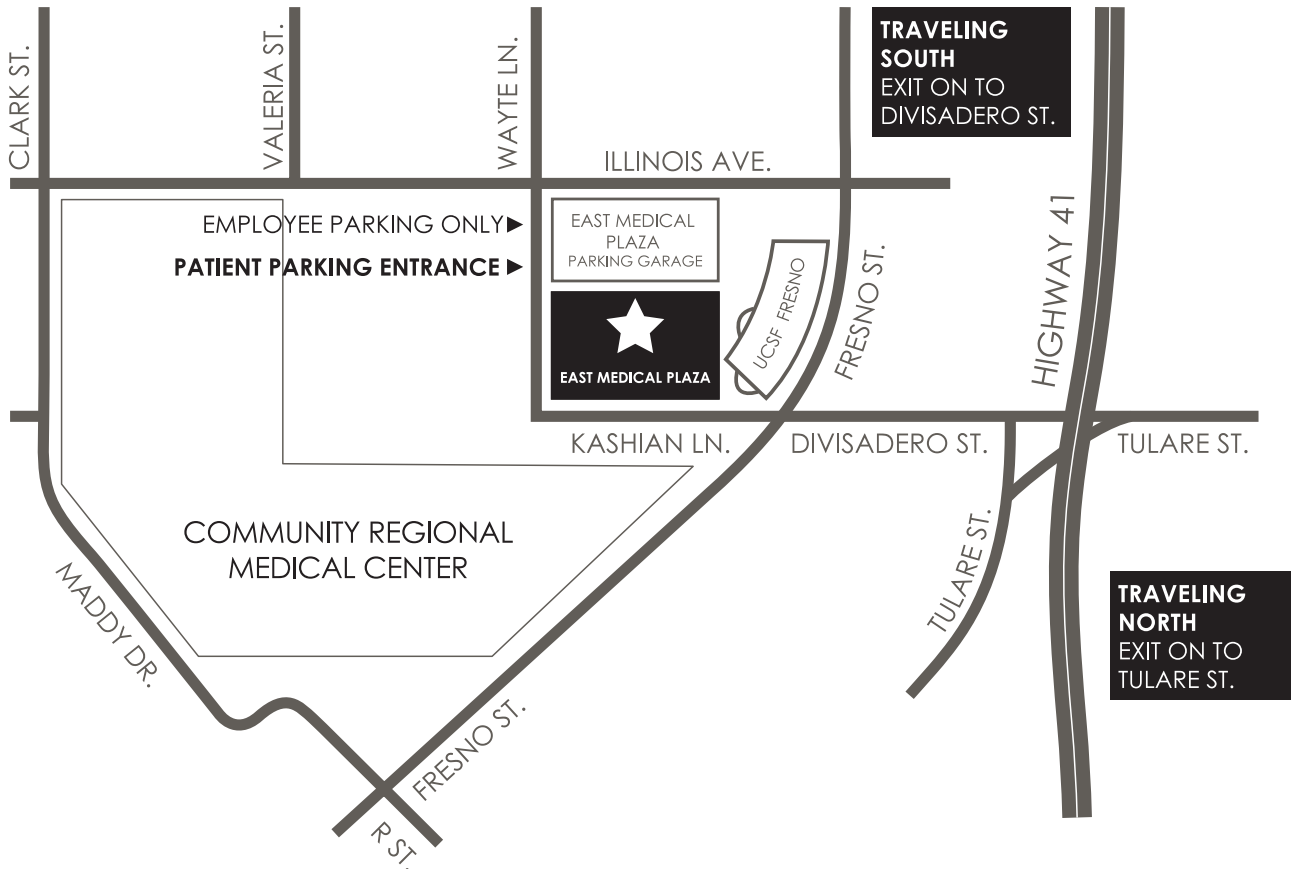 CLARK ST.
VALERIA ST.
WAYTE LN.
TRAVELING
SOUTH
EXIT ON TO
DIVISADERO ST.
ILLINOIS AVE.
EMPLOYEE PARKING ONLY
PATIENT PARKING ENTRANCE
EAST MEDICAL
PLAZA
PARKING GARAGE
EAST MEDICAL PLAZA
UCSF FRESNO
FRESNO ST.
HIGHWAY 41
KASHIAN LN.
DIVISADERO ST.
TULARE ST.
COMMUNITY REGIONAL
MEDICAL CENTER
MADDY DR.
TULARE ST.
TRAVELING
NORTH
EXIT ON TO
TULARE ST.
FRESNO ST.
R ST.